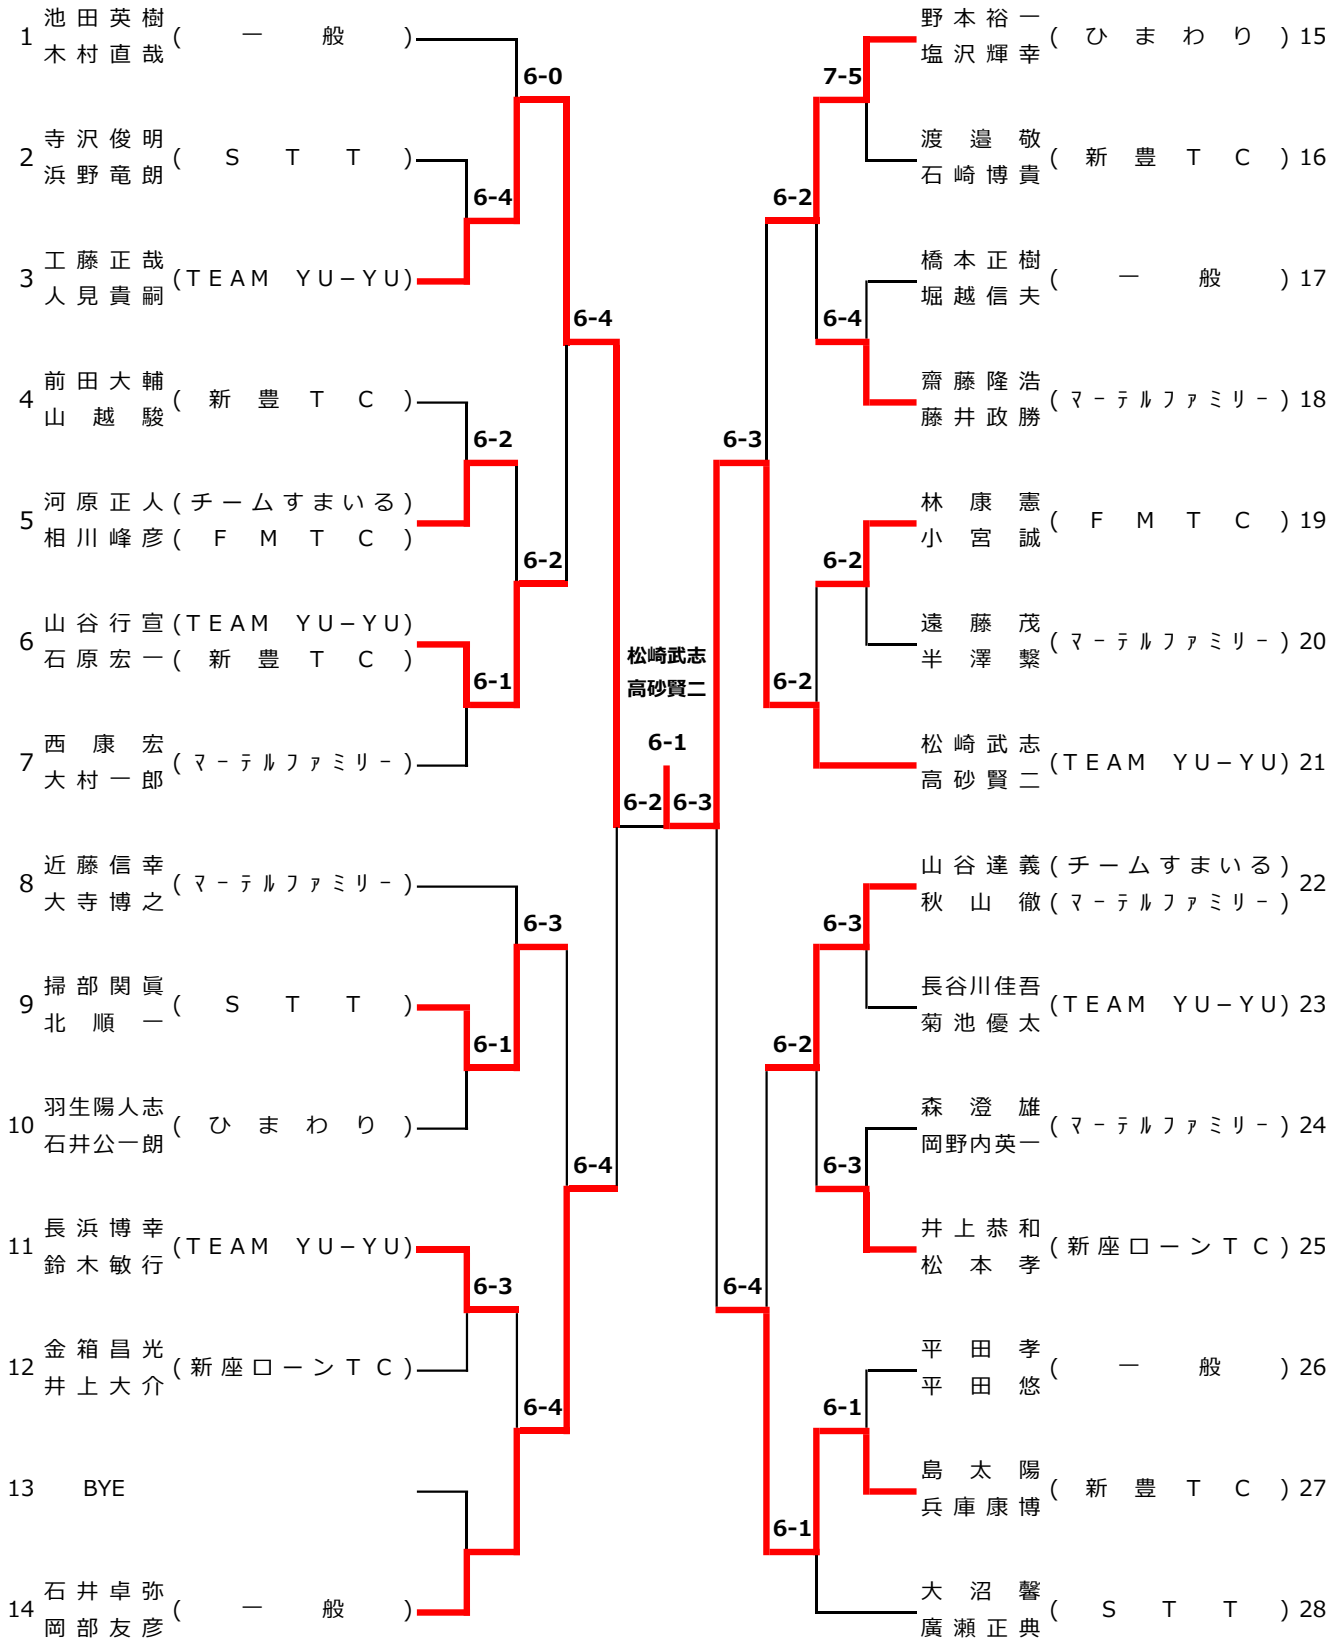 1 池田英樹 木村直哉 (一般)
6-0
2 寺沢俊明 浜野竜朗 (STT)
6-4
3 工藤正哉 人見貴嗣 (TEAM YU-YU)
6-4
4 前田大輔 山越駿 (新豊TC)
6-2
5 河原正人 (チームすまいる)
相川峰彦 (FMTC)
6-2
6 山谷行宣 (TEAM YU-YU)
石原宏一 (新豊TC)
6-1
7 西康宏 大村一郎 (マーテルファミリー)
8 近藤信幸 大寺博之 (マーテルファミリー)
6-3
9 掃部関眞 北順一 (STT)
6-1
10 羽生陽人志 石井公一朗 (ひまわり)
6-4
11 長浜博幸 鈴木敏行 (TEAM YU-YU)
6-3
12 金箱昌光 井上大介 (新座ローンTC)
6-4
13 BYE
14 石井卓弥 岡部友彦 (一般)
松崎武志
高砂賢二
6-1
6-2 6-3
野本裕一 塩沢輝幸 (ひまわり) 15
7-5
渡邉敬 石崎博貴 (新豊TC) 16
6-2
橋本正樹 堀越信夫 (一般) 17
6-4
齋藤隆浩 藤井政勝 (マーテルファミリー) 18
6-3
林康憲 小宮誠 (FMTC) 19
6-2
遠藤茂 半澤繋 (マーテルファミリー) 20
6-2
松崎武志 高砂賢二 (TEAM YU-YU) 21
山谷達義 (チームすまいる) 22
秋山徹 (マーテルファミリー)
6-3
長谷川佳吾 菊池優太 (TEAM YU-YU) 23
6-2
森澄雄 岡野内英一 (マーテルファミリー) 24
6-3
井上恭和 松本孝 (新座ローンTC) 25
6-4
平田孝 平田悠 (一般) 26
6-1
島太陽 兵庫康博 (新豊TC) 27
6-1
大沼馨 廣瀬正典 (STT) 28